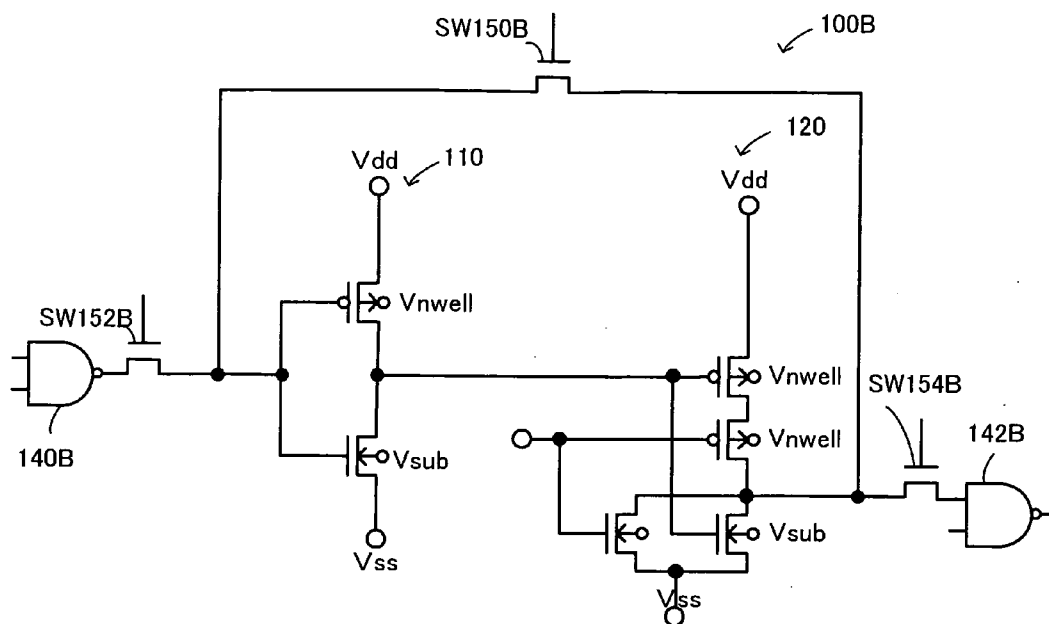 SW150B
100B
110
120
Vdd
Vdd
Vnwell
SW152B
Vnwell
SW154B
142B
140B
Vsub
Vnwell
Vsub
Vss
Vss